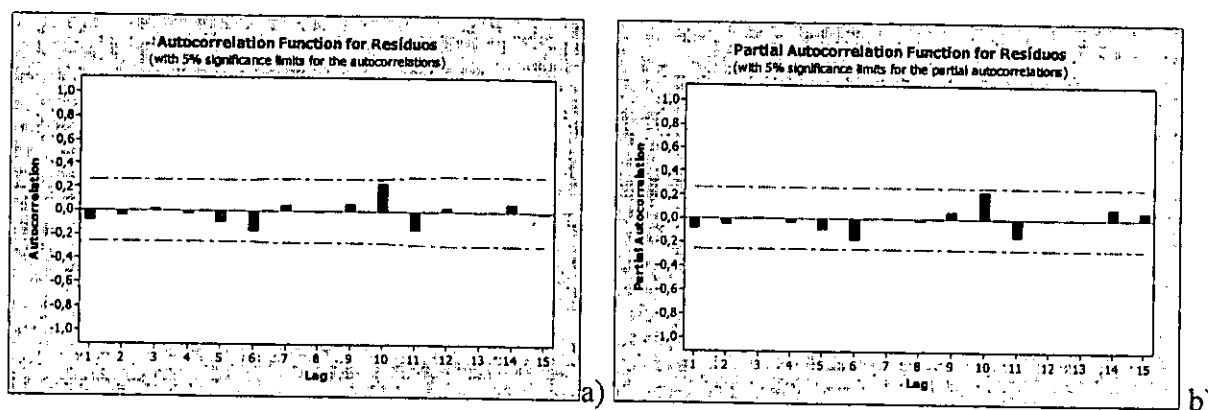 Autocorrelation Function for Resíduos
(with 5% significance limits for the autocorrelations)
Autocorrelation
1,0
0,8
0,6
0,4
0,2
0,0
-0,2
-0,4
-0,6
-0,8
-1,0
1 2 3 4 5 6 7 8 9 10 11 12 13 14 15
Lag
a)
Partial Autocorrelation Function for Resíduos
(with 5% significance limits for the partial autocorrelations)
Partial Autocorrelation
1,0
0,8
0,6
0,4
0,2
0,0
-0,2
-0,4
-0,6
-0,8
-1,0
1 2 3 4 5 6 7 8 9 10 11 12 13 14 15
Lag
b)